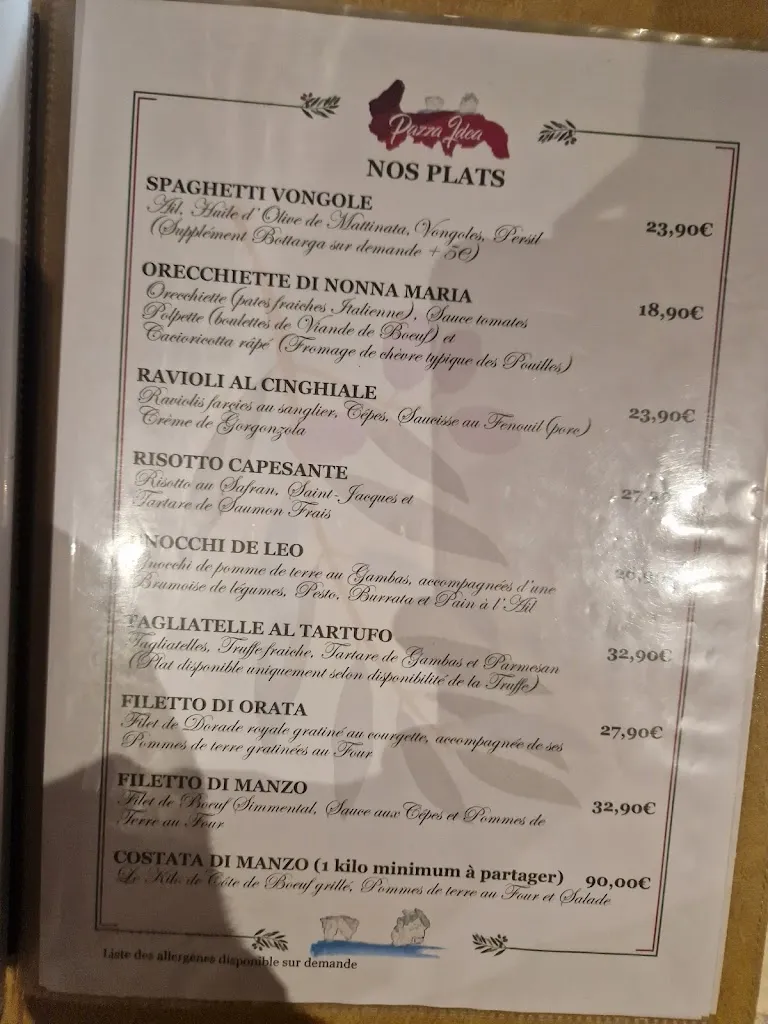 Pazza Idea
NOS PLATS
SPAGHETTI VONGOLE
Ail, Huile d'Olive de Mattinata, Vongoles, Persil
(Supplément Bottarga sur demande + 5€)
23,90€
ORECCHIETTE DI NONNA MARIA
Orecchiette (pates fraiches Italienne), Sauce tomates
Polpette (boulettes de Viande de Boeuf) et
Cacioricotta râpé (Fromage de chèvre typique des Pouilles)
18,90€
RAVIOLI AL CINGHIALE
Raviolis farcies au sanglier, Cèpes, Saucisse au Fenouil (porc)
Crème de Gorgonzola
23,90€
RISOTTO CAPESANTE
Risotto au Safran, Saint-Jacques et
Tartare de Saumon Frais
GNOCCHI DE LEO
Gnocchi de pomme de terre au Gambas, accompagnées d'une
Brumoise de légumes, Pesto, Burrata et Pain à l'Ail
TAGLIATELLE AL TARTUFO
Tagliatelles, Truffe fraiche, Tartare de Gambas et Parmesan
(Plat disponible uniquement selon disponibilité de la Truffe)
32,90€
FILETTO DI ORATA
Filet de Dorade royale gratiné au courgette, accompagnée de ses
Pommes de terre gratinées au Four
27,90€
FILETTO DI MANZO
Filet de Boeuf Simmental, Sauce aux Cèpes et Pommes de
Terre au Four
32,90€
COSTATA DI MANZO (1 kilo minimum à partager) 90,00€
Le Kilo de Côte de Boeuf grillé, Pommes de terre au Four et Salade
Liste des allergènes disponible sur demande